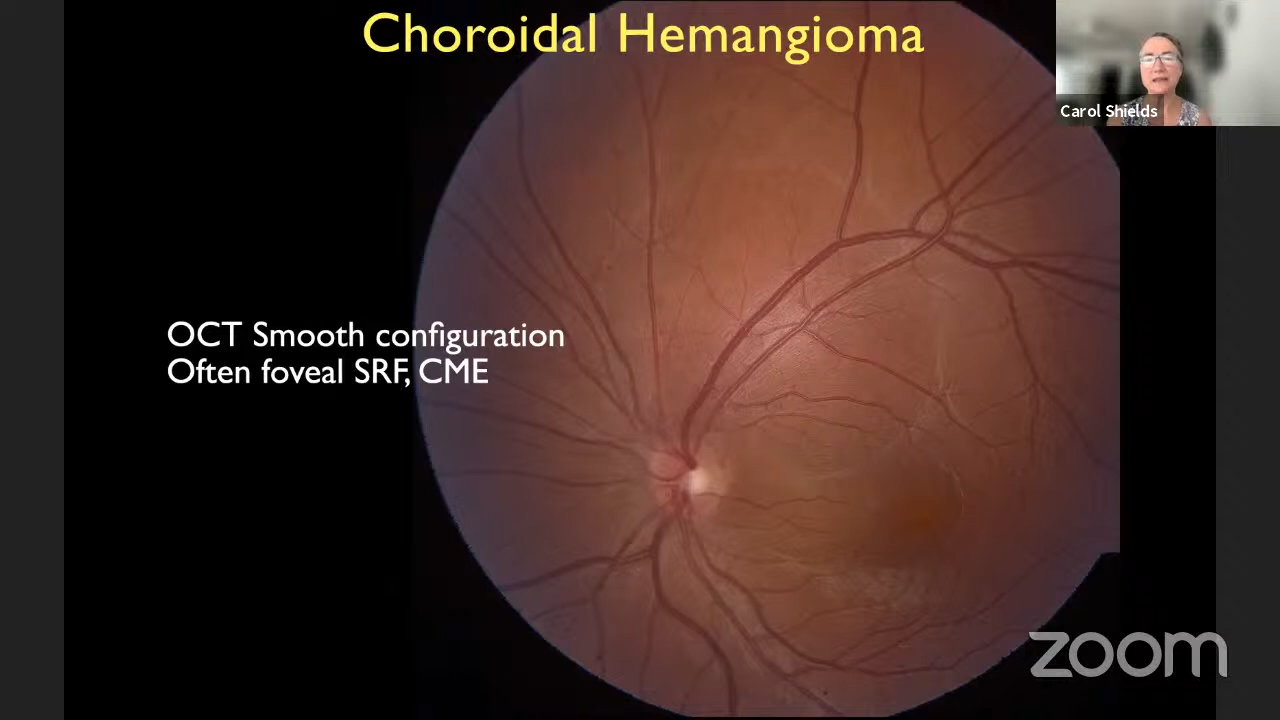 Choroidal Hemangioma
Carol Shields
OCT Smooth configuration
Often foveal SRF, CME
zoom